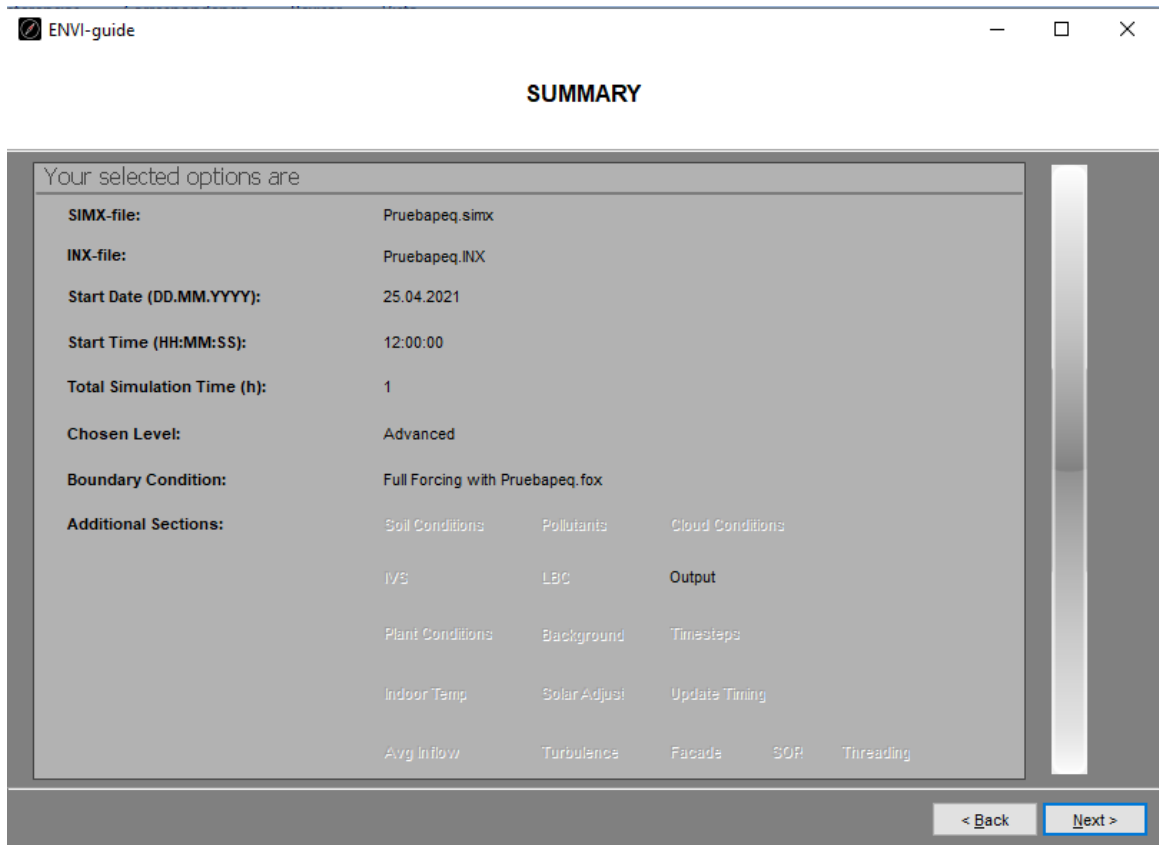 ENVI-guide
SUMMARY
Your selected options are
SIMX-file: Pruebapeq.simx
INX-file: Pruebapeq.INX
Start Date (DD.MM.YYYY): 25.04.2021
Start Time (HH:MM:SS): 12:00:00
Total Simulation Time (h): 1
Chosen Level: Advanced
Boundary Condition: Full Forcing with Pruebapeq.fox
Additional Sections: Soil Conditions Pollutants Cloud Conditions
IVS LBC Output
Plant Conditions Background Timesteps
Indoor Temp Solar Adjust Update Timing
Avg Inflow Turbulence Facade SOR Threading
< Back Next >